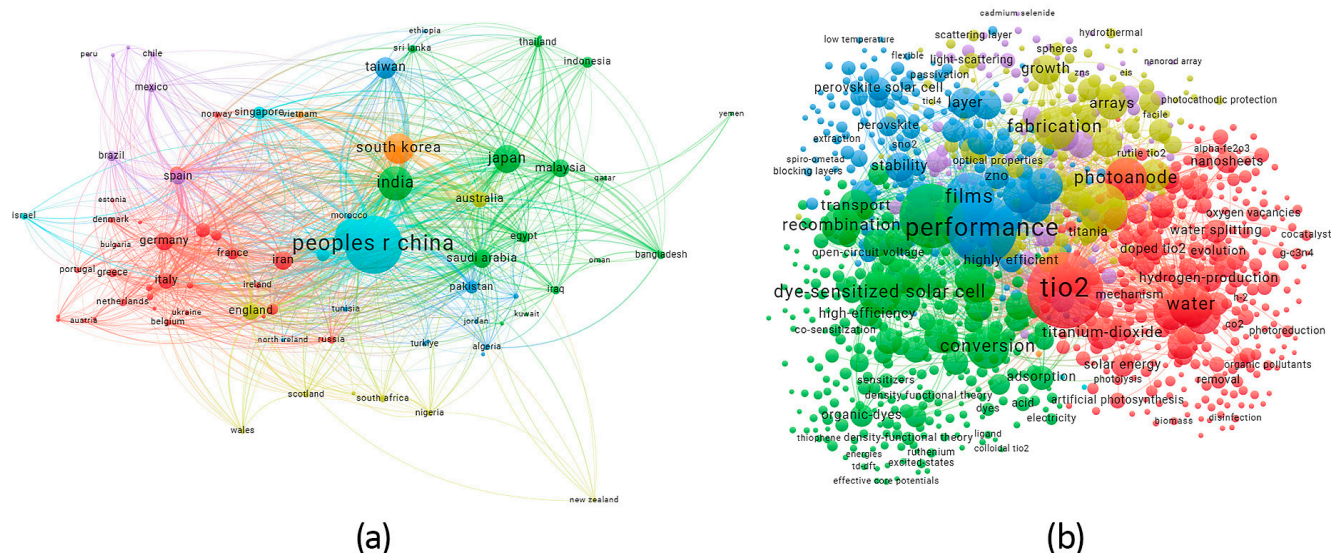 ethiopia
sri lanka
thailand
indonesia
peru
chile
taiwan
mexico
norway
singapore
vietnam
yemen
south korea
japan
malaysia
qatar
brazil
spain
india
estonia
australia
israel
denmark
morocco
bulgaria
germany
peoples r china
egypt
france
iran
saudi arabia
oman
bangladesh
portugal
greece
italy
ireland
pakistan
iraq
netherlands
ukraine
england
tunisia
austria
belgium
jordan
kuwait
north ireland
russia
turkiye
algeria
scotland
south africa
nigeria
wales
new zealand
(a)
cadmium selenide
low temperature
scattering layer
hydrothermal
flexible
spheres
light-scattering
growth
zns
eis
nanorod array
passivation
perovskite solar cell
ticl4
layer
arrays
photocathodic protection
fabrication
facile
perovskite
extraction
sno2
rutile tio2
alpha-fe2o3
spiro-ometad
blocking layers
stability
optical properties
zno
nanosheets
photoanode
films
transport
recombination
performance
titania
oxygen vacancies
water splitting
cocatalyst
open-circuit voltage
highly efficient
doped tio2
evolution
g-c3n4
dye-sensitized solar cell
tio2
mechanism
hydrogen-production
water
h-2
high-efficiency
co-sensitization
titanium-dioxide
co2
photoreduction
conversion
solar energy
organic pollutants
sensitizers
adsorption
photolysis
removal
density functional theory
artificial photosynthesis
organic-dyes
dyes
acid
electricity
biomass
disinfection
thiophene
density-functional theory
ligand
colloidal tio2
energies
ruthenium
td-dft
excited-states
effective core potentials
(b)